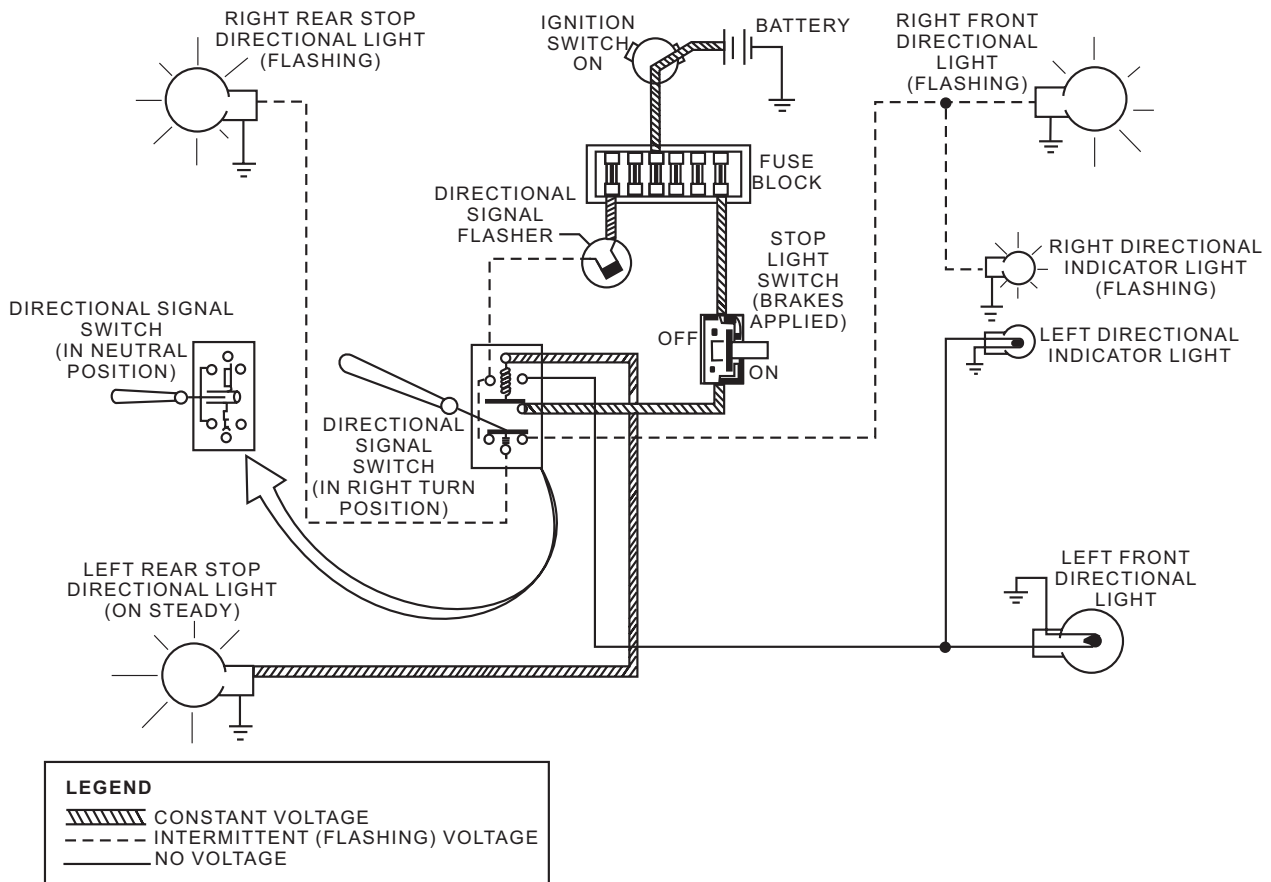 RIGHT REAR STOP
DIRECTIONAL LIGHT
(FLASHING)
IGNITION
SWITCH
ON
BATTERY
RIGHT FRONT
DIRECTIONAL
LIGHT
(FLASHING)
FUSE
BLOCK
DIRECTIONAL
SIGNAL
FLASHER
STOP
LIGHT
SWITCH
(BRAKES
APPLIED)
OFF
ON
RIGHT DIRECTIONAL
INDICATOR LIGHT
(FLASHING)
LEFT DIRECTIONAL
INDICATOR LIGHT
DIRECTIONAL SIGNAL
SWITCH
(IN NEUTRAL
POSITION)
DIRECTIONAL
SIGNAL
SWITCH
(IN RIGHT TURN
POSITION)
LEFT REAR STOP
DIRECTIONAL LIGHT
(ON STEADY)
LEFT FRONT
DIRECTIONAL
LIGHT
LEGEND
CONSTANT VOLTAGE
INTERMITTENT (FLASHING) VOLTAGE
NO VOLTAGE